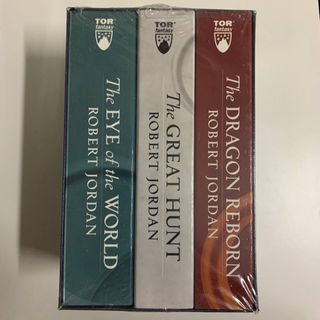 TOR
fantasy
The EYE of the WORLD
ROBERT JORDAN
TOR
fantasy
The GREAT HUNT
ROBERT JORDAN
TOR
fantasy
The DRAGON REBORN
ROBERT JORDAN